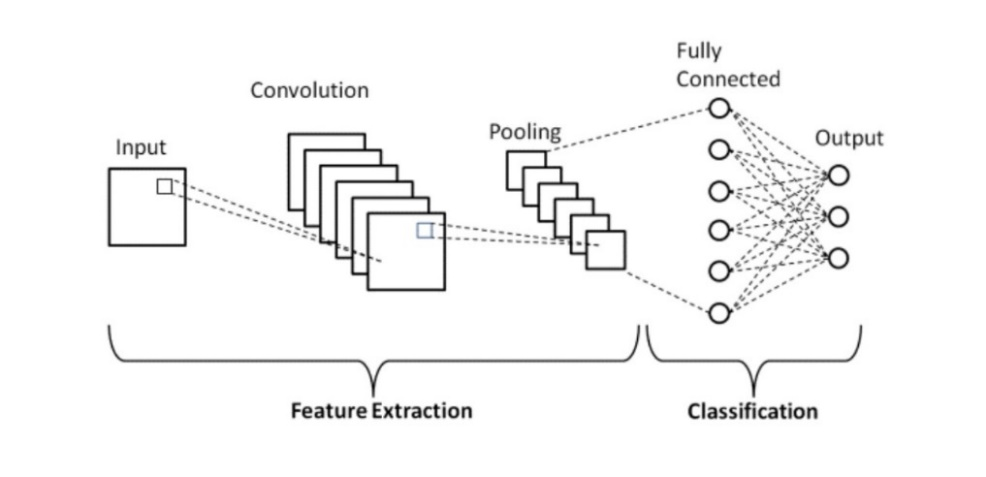 Input
Convolution
Pooling
Fully
Connected
Output
Feature Extraction
Classification